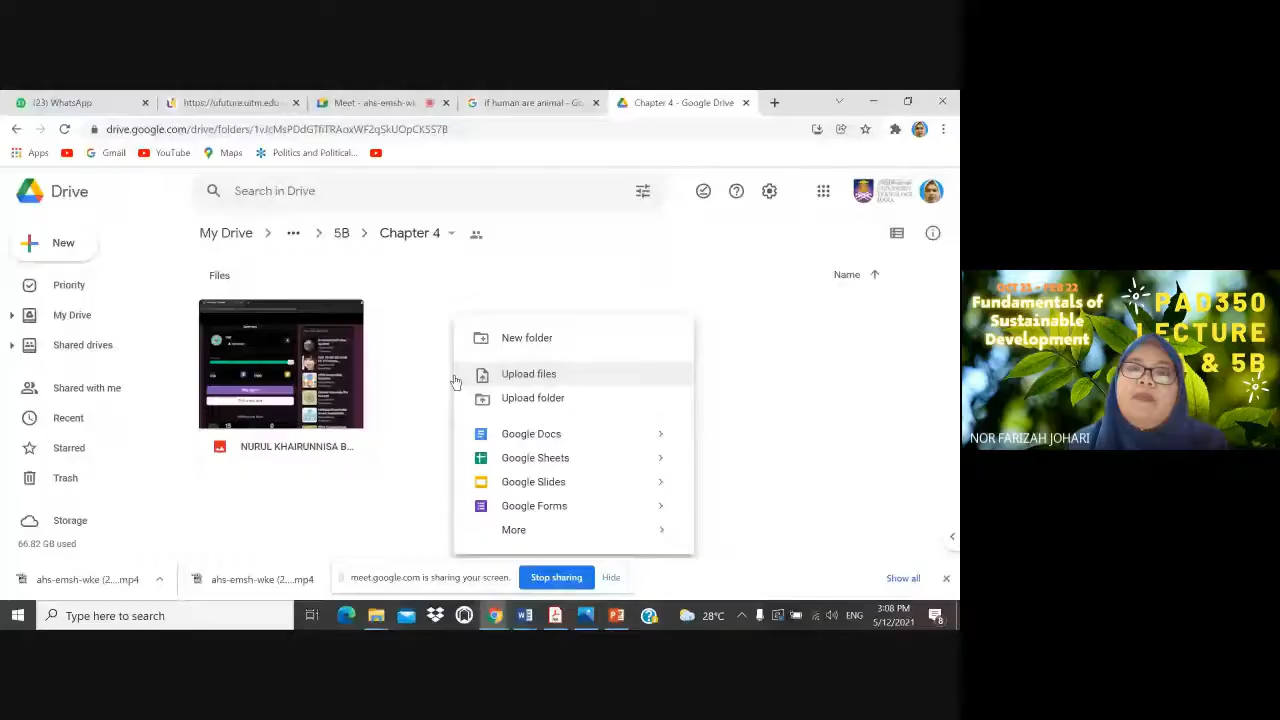 (23) WhatsApp
https://ufuture.uitm.edu
Meet - ahs-emsh-wk
if human are animal - Go
Chapter 4 - Google Drive
drive.google.com/drive/folders/1vJcMsPDdGTfiTRAoxWF2qSkUOpCKSS7B
Apps
Gmail
YouTube
Maps
Politics and Political...
Drive
Search in Drive
UNIVERSITI
TEKNOLOGI
MARA
New
My Drive
5B
Chapter 4
Files
Name
Priority
My Drive
Shared drives
Shared with me
Recent
Starred
Trash
Storage
66.82 GB used
NURUL KHAIRUNNISA B...
New folder
Upload files
Upload folder
Google Docs
Google Sheets
Google Slides
Google Forms
More
ahs-emsh-wke (2....mp4
ahs-emsh-wke (2....mp4
meet.google.com is sharing your screen.
Stop sharing
Hide
Show all
Type here to search
28°C
ENG
3:08 PM
5/12/2021
8
Fundamentals of
Sustainable
Development
PAD350
LECTURE
& 5B
NOR FARIZAH JOHARI